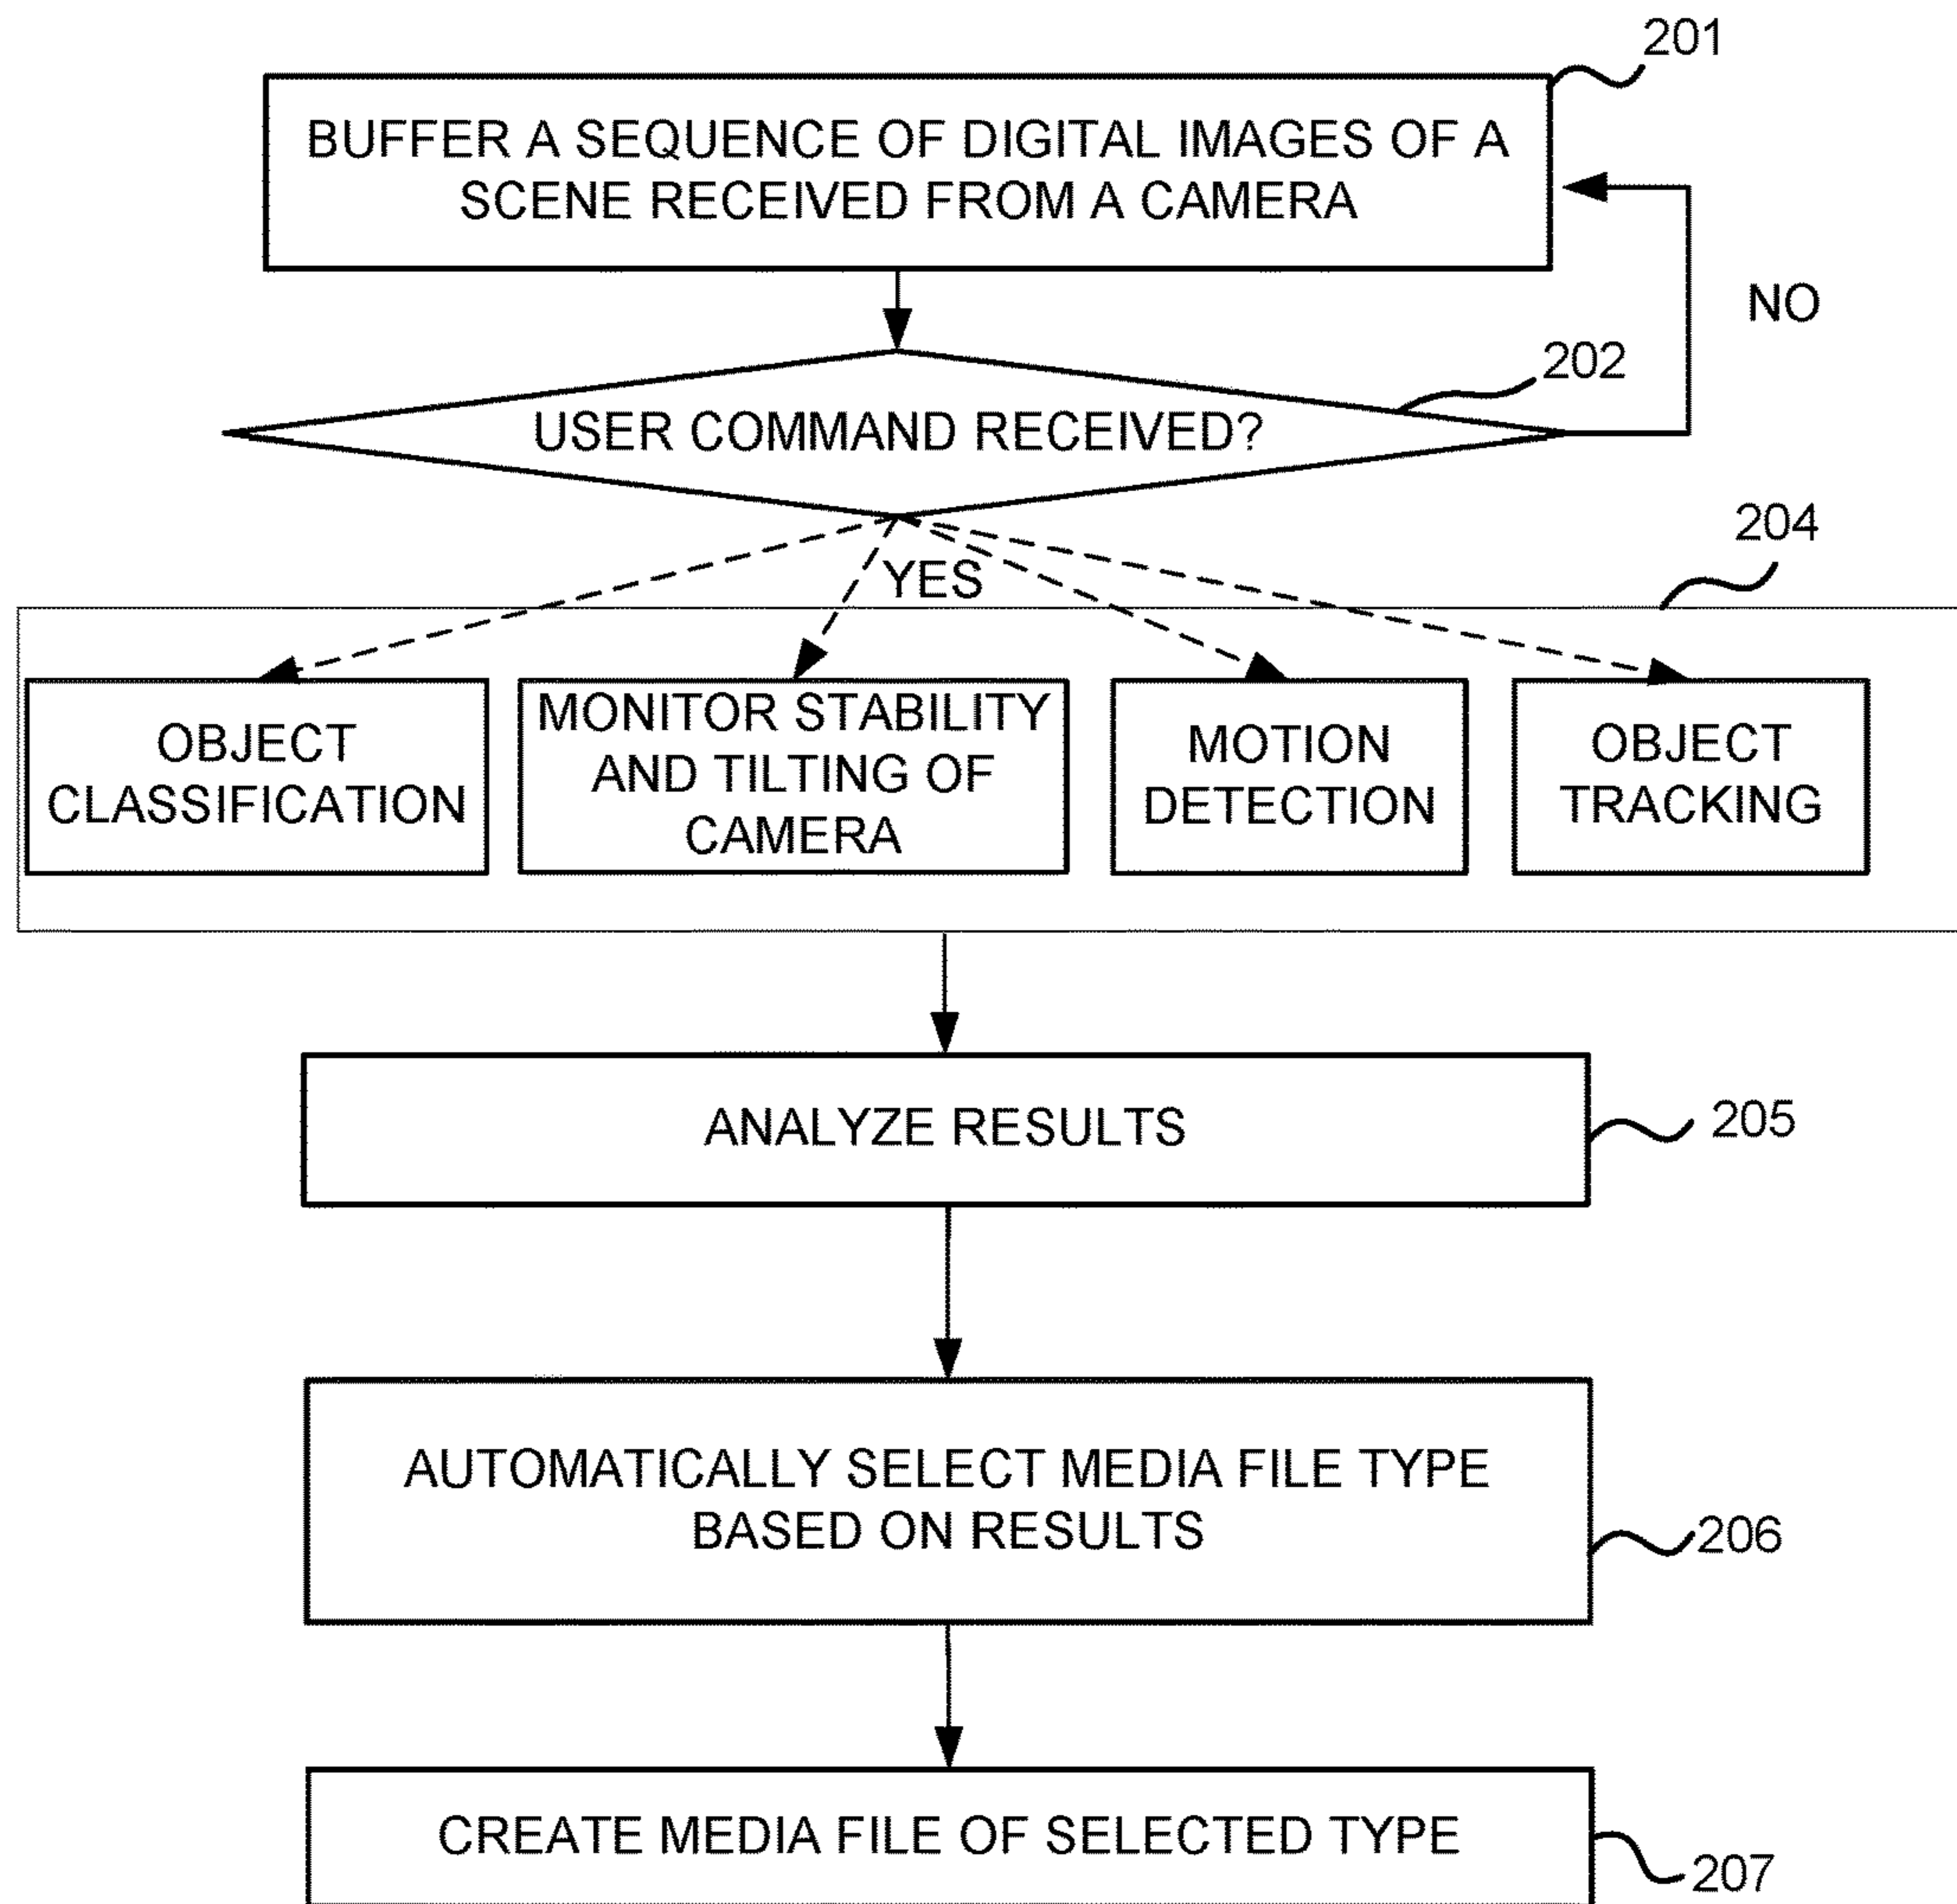 201
BUFFER A SEQUENCE OF DIGITAL IMAGES OF A
SCENE RECEIVED FROM A CAMERA
NO
202
USER COMMAND RECEIVED?
204
YES
OBJECT
CLASSIFICATION
MONITOR STABILITY
AND TILTING OF
CAMERA
MOTION
DETECTION
OBJECT
TRACKING
ANALYZE RESULTS
205
AUTOMATICALLY SELECT MEDIA FILE TYPE
BASED ON RESULTS
206
CREATE MEDIA FILE OF SELECTED TYPE
207